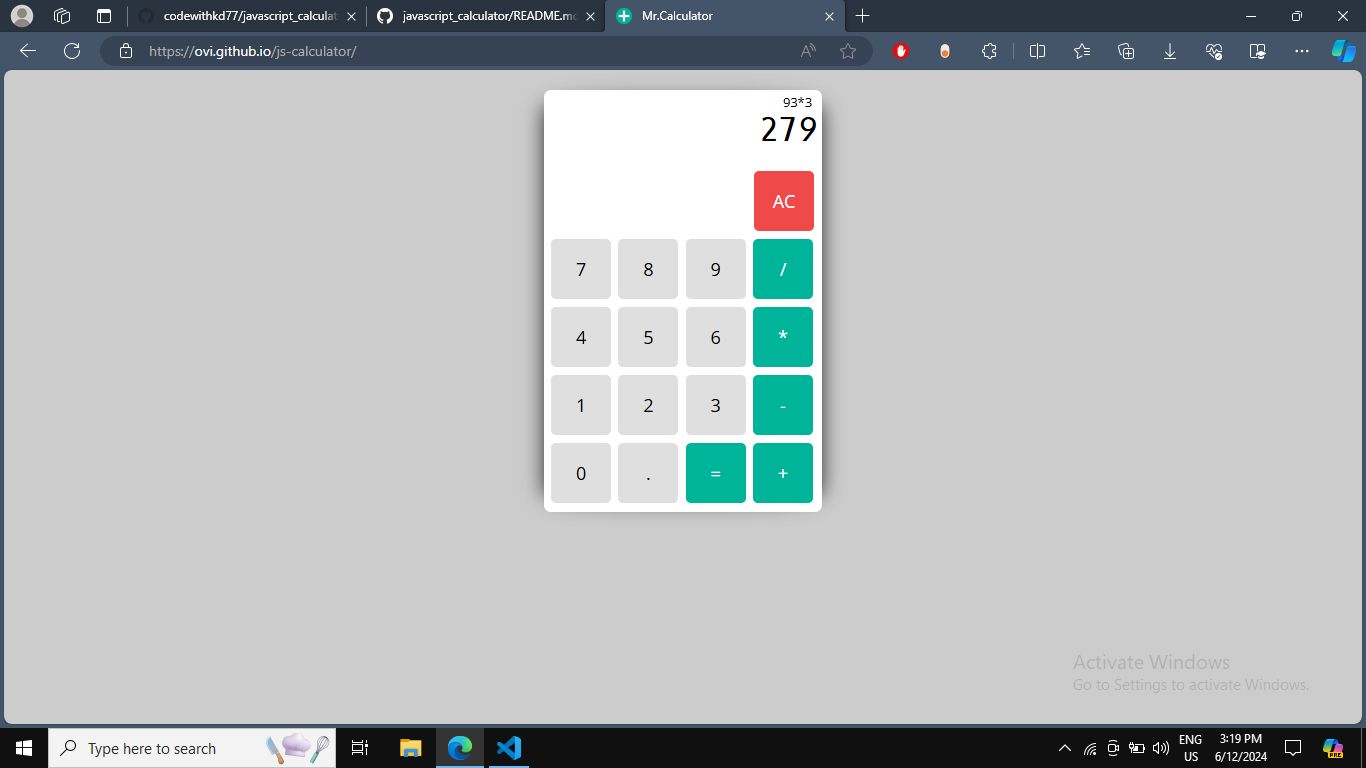 codewithkd77/javascript_calculat
javascript_calculator/README.m
Mr.Calculator
https://ovi.github.io/js-calculator/
93*3
279
AC
7 8 9 /
4 5 6 *
1 2 3 -
0 . = +
Activate Windows
Go to Settings to activate Windows.
Type here to search
ENG
US
3:19 PM
6/12/2024
PRE